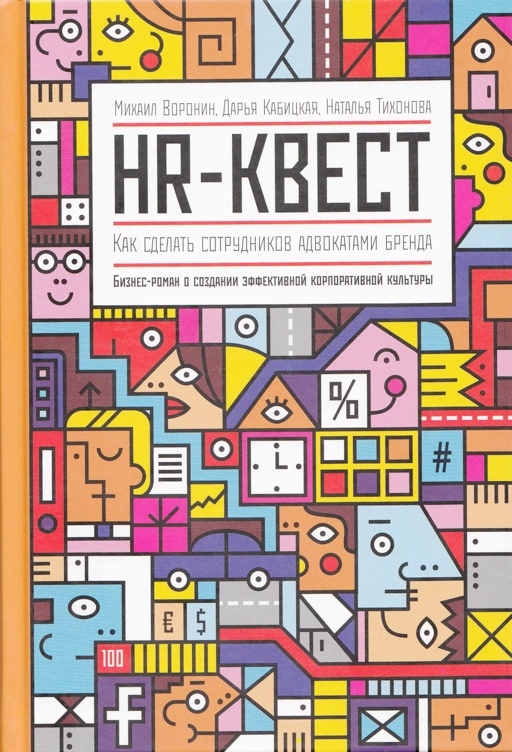 Михаил Воронин, Дарья Кабицкая, Наталья Тихонова
HR-КВЕСТ
Как сделать сотрудников адвокатами бренда
Бизнес-роман о создании эффективной корпоративной культуры
%
#
€ $
100
f